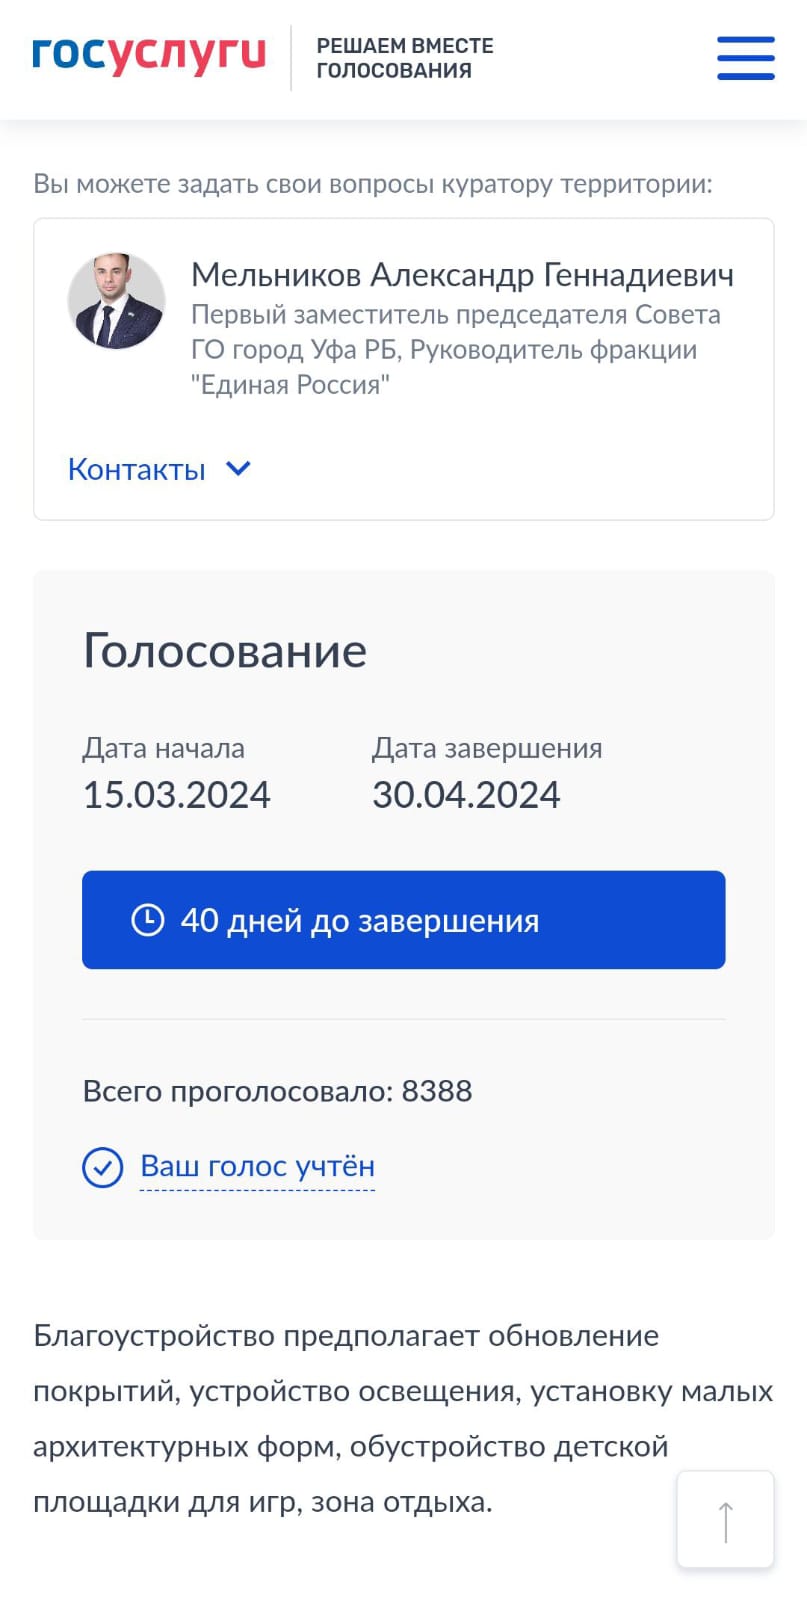 госуслуги
РЕШАЕМ ВМЕСТЕ
ГОЛОСОВАНИЯ
Вы можете задать свои вопросы куратору территории:
Мельников Александр Геннадиевич
Первый заместитель председателя Совета
ГО город Уфа РБ, Руководитель фракции
"Единая Россия"
Контакты
Голосование
Дата начала
Дата завершения
15.03.2024
30.04.2024
40 дней до завершения
Всего проголосовало: 8388
Ваш голос учтён
Благоустройство предполагает обновление
покрытий, устройство освещения, установку малых
архитектурных форм, обустройство детской
площадки для игр, зона отдыха.